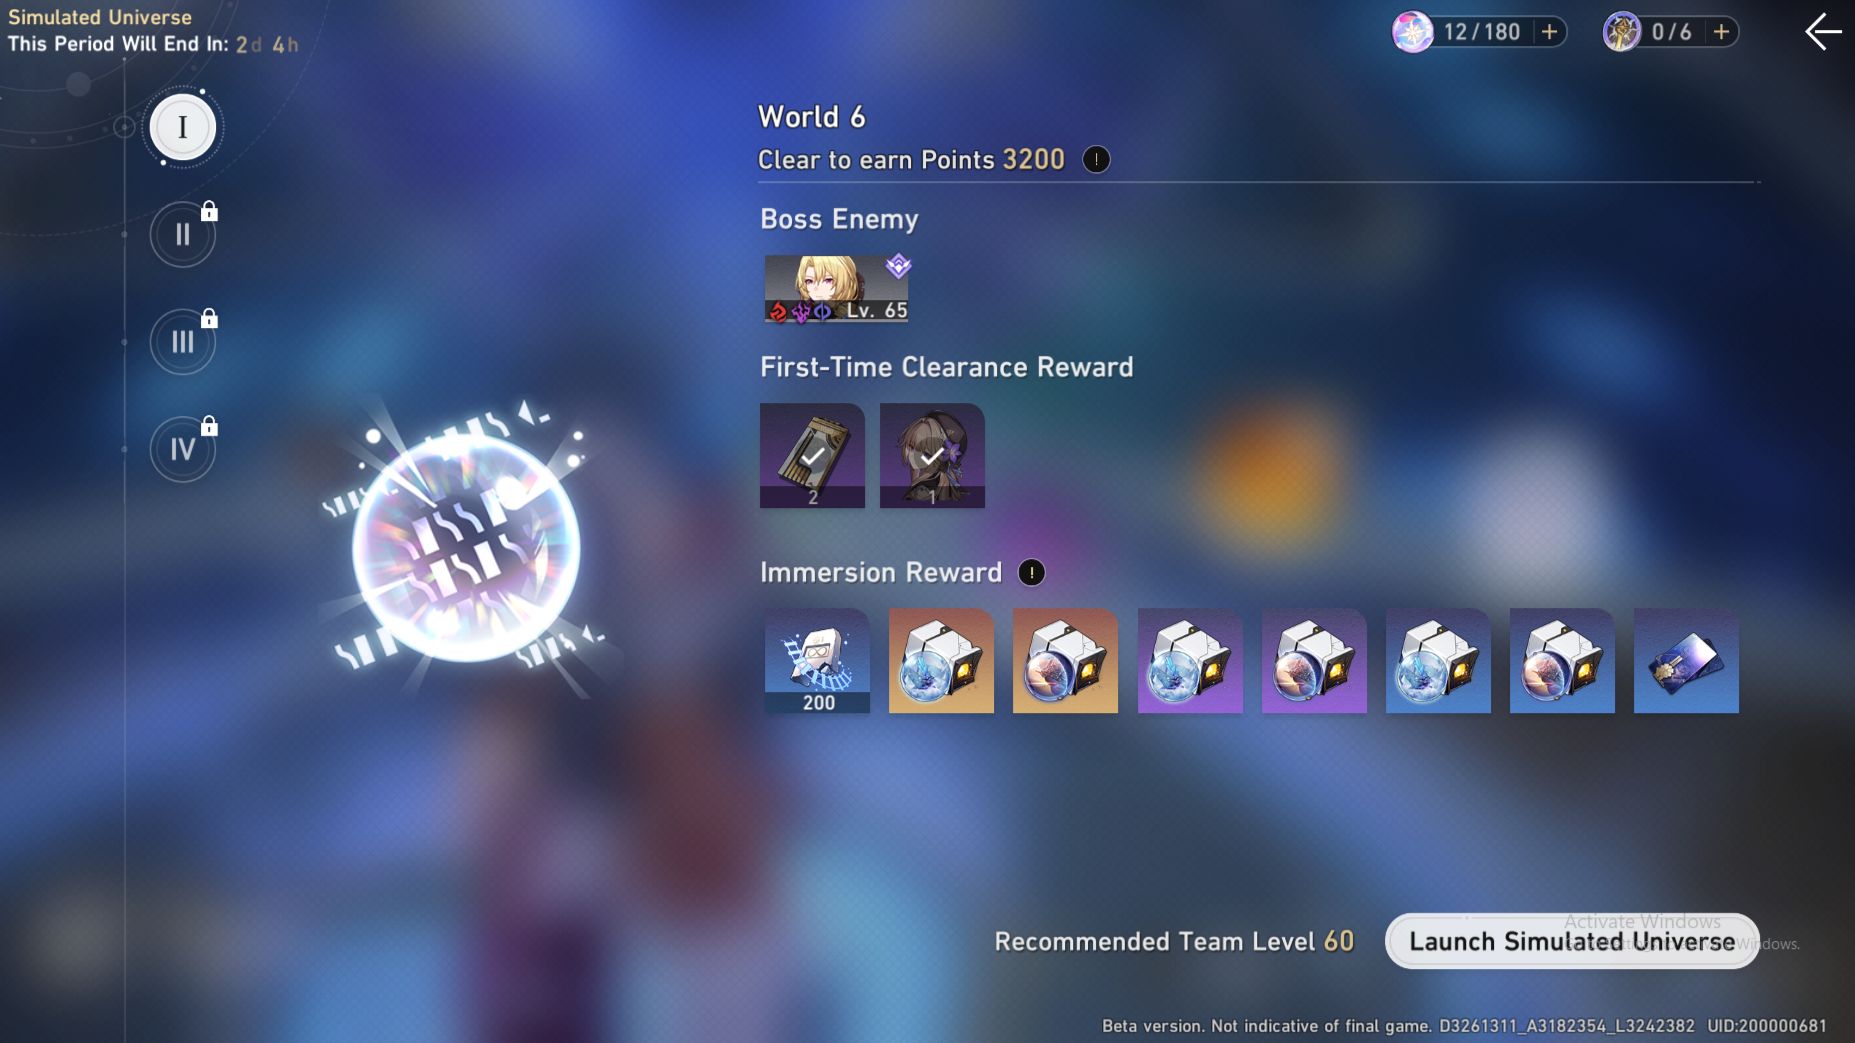 Simulated Universe
This Period Will End In: 2d 4h
12/180
0/6
I
II
III
IV
World 6
Clear to earn Points 3200
Boss Enemy
Lv. 65
First-Time Clearance Reward
2
1
Immersion Reward
200
Recommended Team Level 60
Launch Simulated Universe
Activate Windows
Windows.
Beta version. Not indicative of final game. D3261311_A3182354_L3242382 UID:200000681